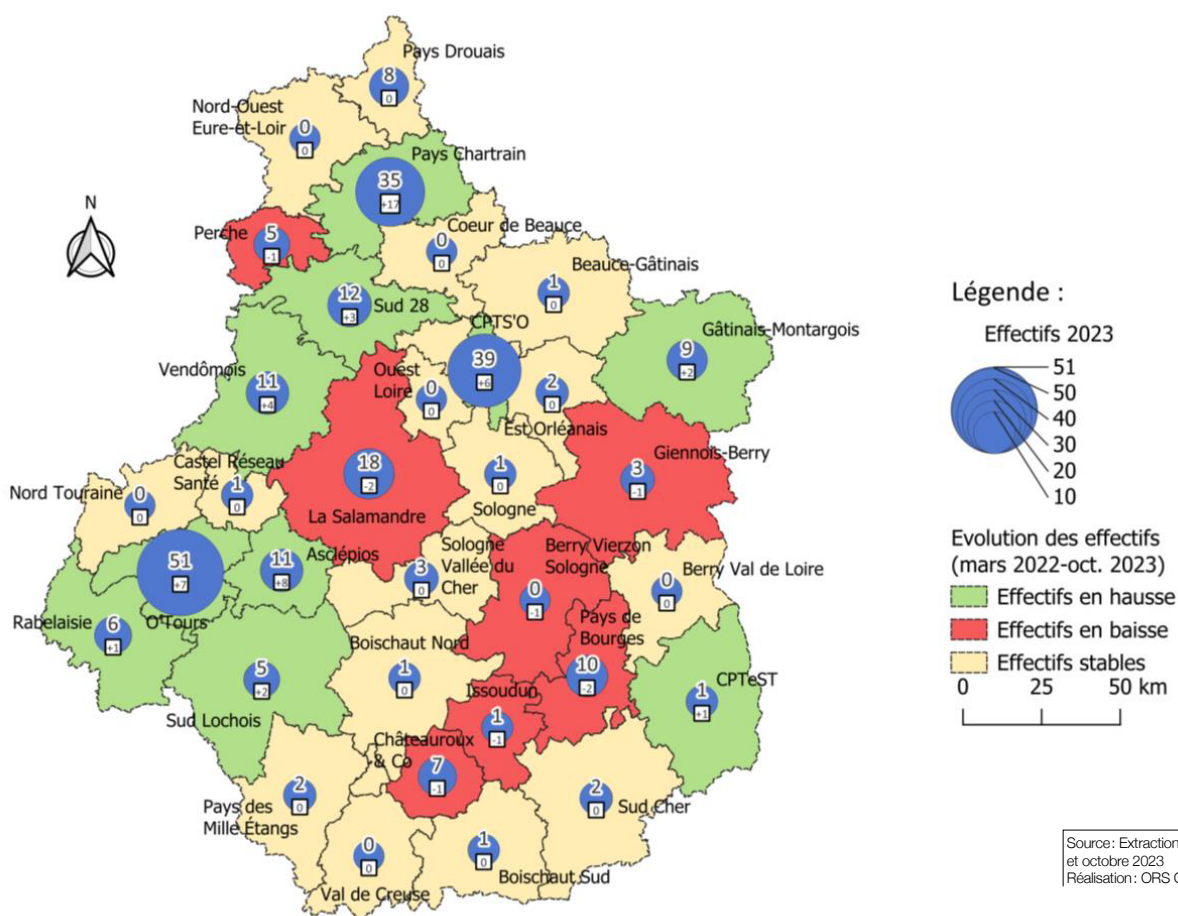 Pays Drouais
8
0
Nord-Ouest
Eure-et-Loir
0
0
Pays Chartrain
35
+17
N
Perche
5
-1
Coeur de Beauce
0
0
Beauce-Gâtinais
1
0
12
+3
Sud 28
CPTS'O
39
+6
Gâtinais-Montargois
9
+2
Vendômois
11
+4
Ouest
Loire
0
0
2
0
Est Orléanais
Giennois-Berry
3
-1
18
-2
La Salamandre
1
0
Sologne
Castel Réseau
Santé
1
0
Nord Touraine
0
0
51
+7
O'Tours
Asclépios
11
+8
Sologne
Vallée du
Cher
3
0
Berry Vierzon
Sologne
0
-1
Berry Val de Loire
0
0
Rabelaisie
6
+1
Pays de
Bourges
10
-2
Boischaut Nord
1
0
5
+2
Sud Lochois
Issoudun
1
-1
CPTeST
1
+1
Châteauroux
& Co
7
-1
Pays des
Mille Étangs
2
0
2
0
Sud Cher
0
0
Val de Creuse
1
0
Boischaut Sud
Légende :
Effectifs 2023
51
50
40
30
20
10
Evolution des effectifs
(mars 2022-oct. 2023)
Effectifs en hausse
Effectifs en baisse
Effectifs stables
0 25 50 km
Source : Extraction
et octobre 2023
Réalisation : ORS